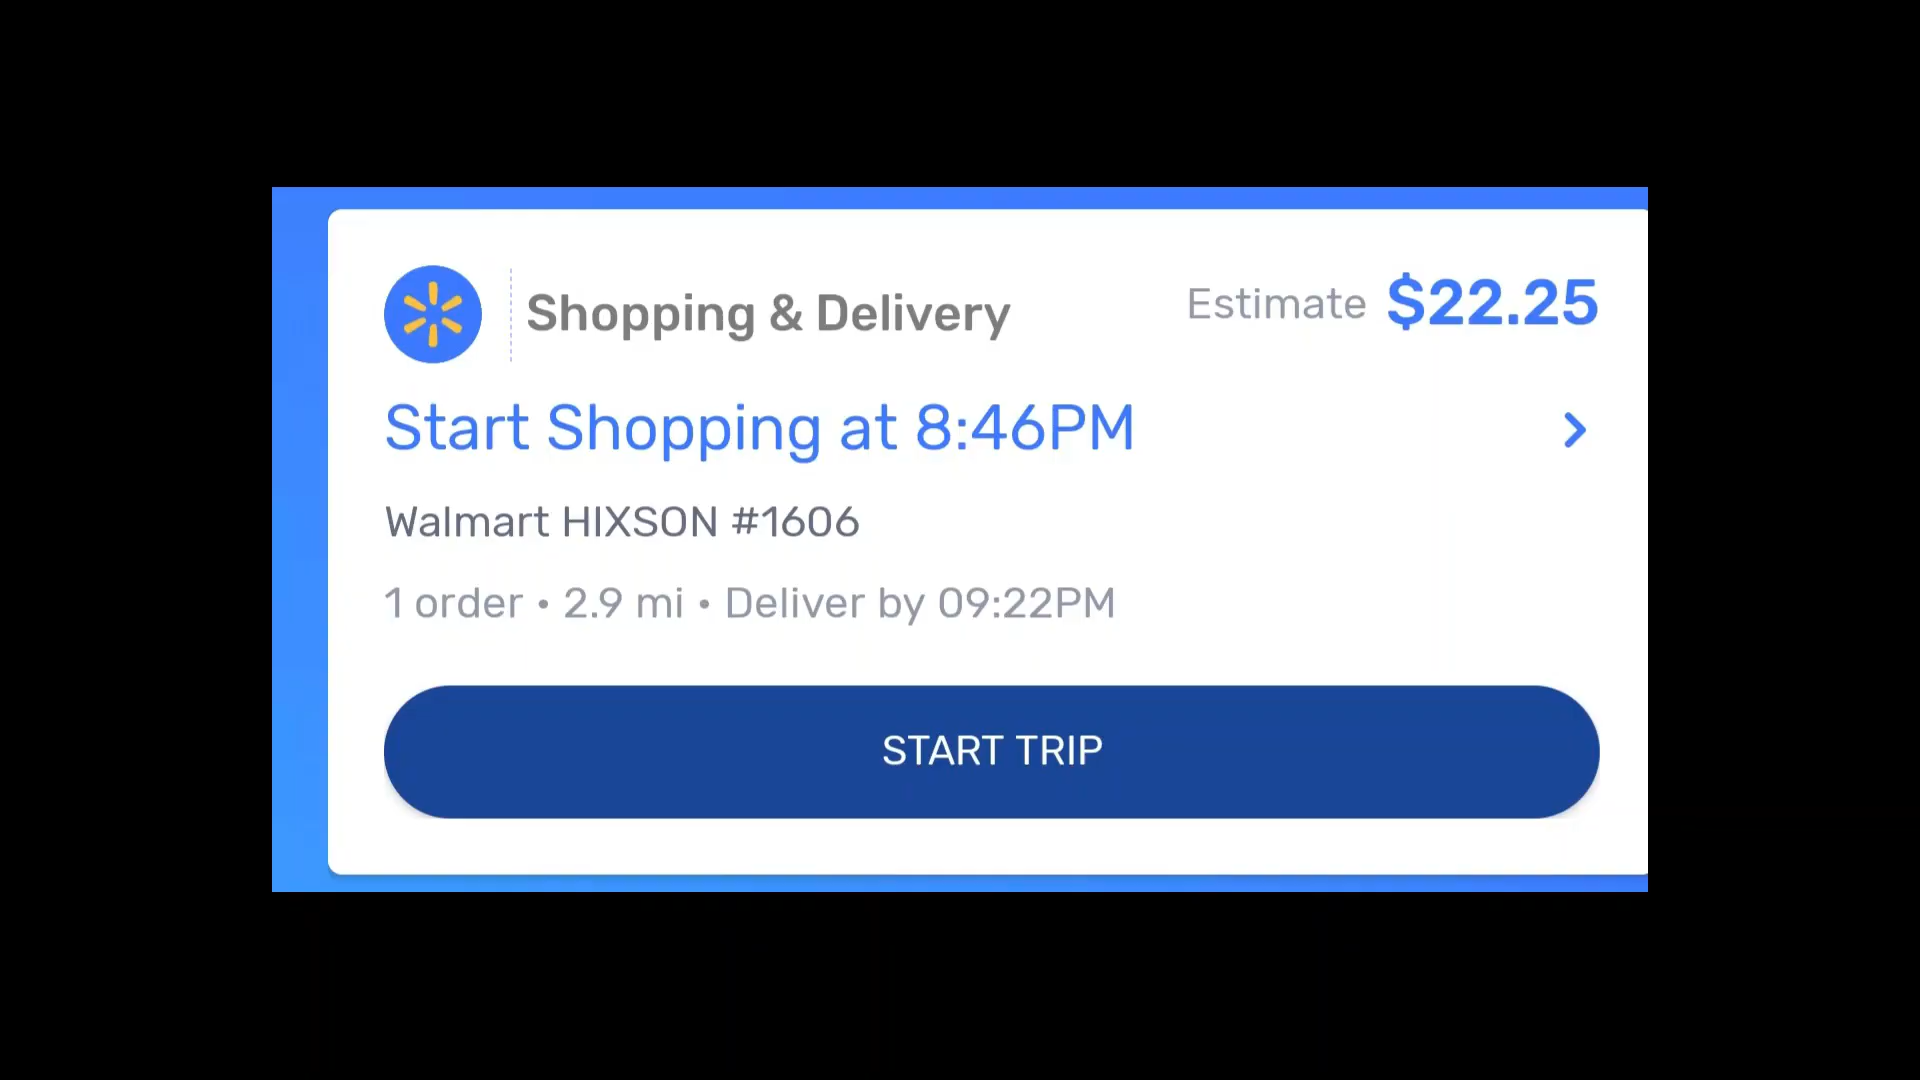 Shopping & Delivery
Estimate $22.25
Start Shopping at 8:46PM
Walmart HIXSON #1606
1 order • 2.9 mi • Deliver by 09:22PM
START TRIP